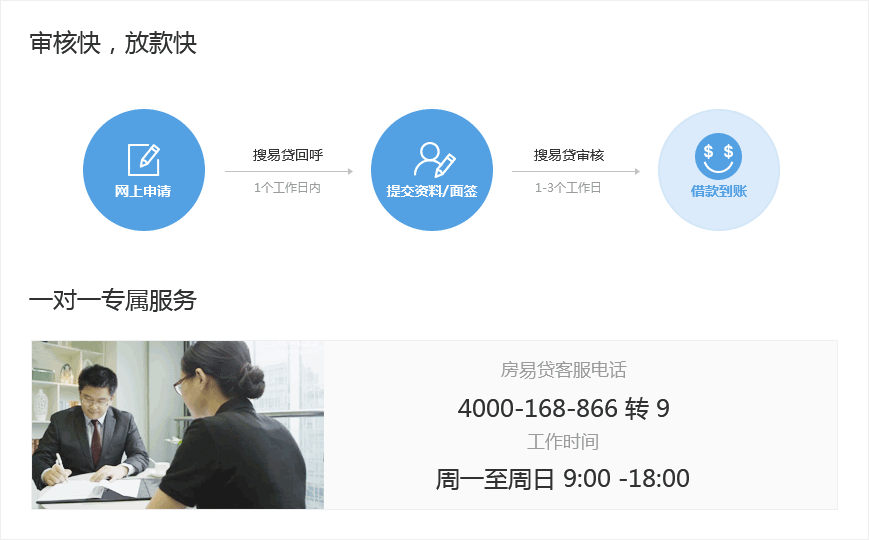 审核快，放款快
网上申请
搜易贷回呼
1个工作日内
提交资料/面签
搜易贷审核
1-3个工作日
$ $
借款到账
一对一专属服务
房易贷客服电话
4000-168-866 转 9
工作时间
周一至周日 9:00 -18:00